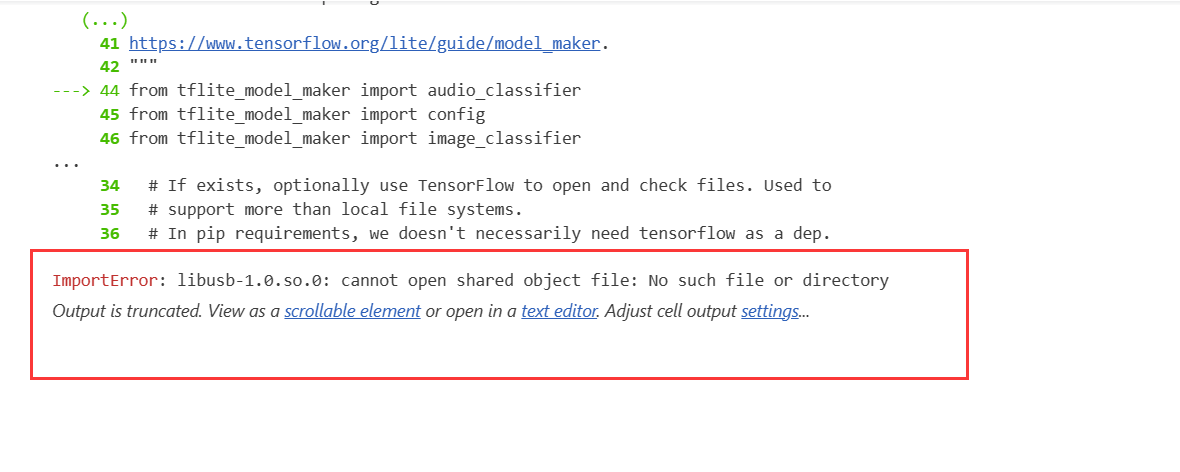 (...)
41 https://www.tensorflow.org/lite/guide/model_maker.
42 """
---> 44 from tflite_model_maker import audio_classifier
45 from tflite_model_maker import config
46 from tflite_model_maker import image_classifier
...
34 # If exists, optionally use TensorFlow to open and check files. Used to
35 # support more than local file systems.
36 # In pip requirements, we doesn't necessarily need tensorflow as a dep.
ImportError: libusb-1.0.so.0: cannot open shared object file: No such file or directory
Output is truncated. View as a scrollable element or open in a text editor. Adjust cell output settings...